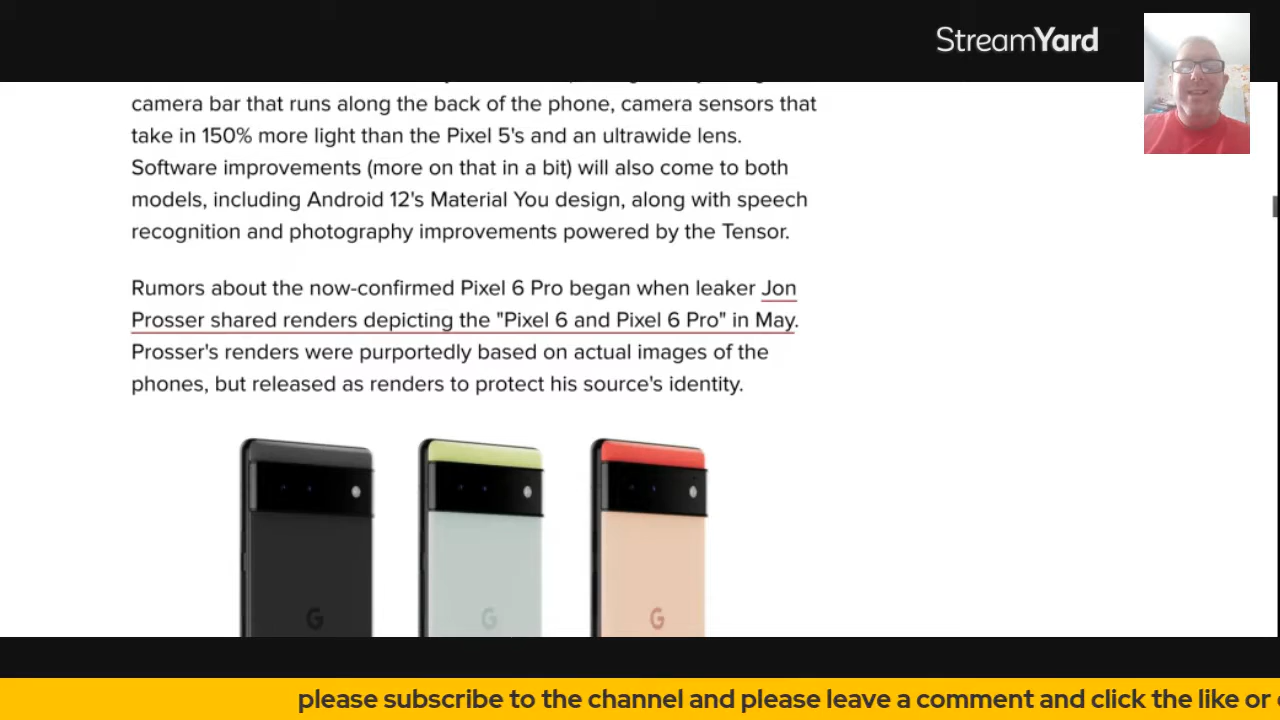 StreamYard
camera bar that runs along the back of the phone, camera sensors that
take in 150% more light than the Pixel 5's and an ultrawide lens.
Software improvements (more on that in a bit) will also come to both
models, including Android 12's Material You design, along with speech
recognition and photography improvements powered by the Tensor.
Rumors about the now-confirmed Pixel 6 Pro began when leaker Jon
Prosser shared renders depicting the "Pixel 6 and Pixel 6 Pro" in May.
Prosser's renders were purportedly based on actual images of the
phones, but released as renders to protect his source's identity.
G G G
please subscribe to the channel and please leave a comment and click the like or